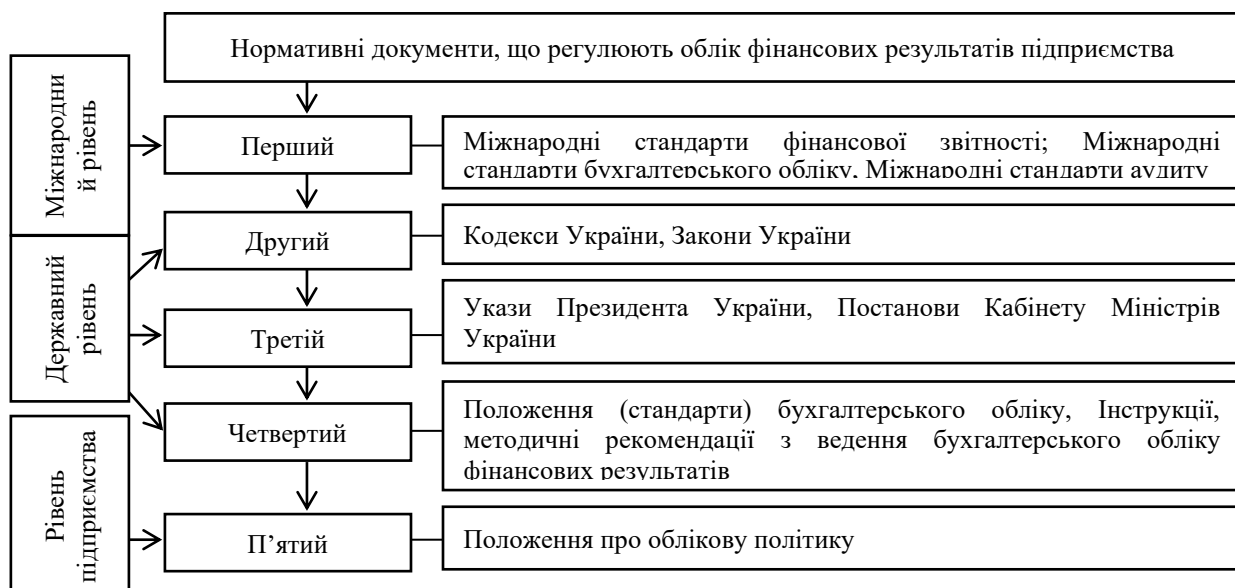 Нормативні документи, що регулюють облік фінансових результатів підприємства
Міжнародни
й рівень
Перший
Міжнародні стандарти фінансової звітності; Міжнародні
стандарти бухгалтерського обліку, Міжнародні стандарти аудиту
Державний
рівень
Другий
Кодекси України, Закони України
Третій
Укази Президента України, Постанови Кабінету Міністрів
України
Четвертий
Положення (стандарти) бухгалтерського обліку, Інструкції,
методичні рекомендації з ведення бухгалтерського обліку
фінансових результатів
Рівень
підприємства
П’ятий
Положення про облікову політику